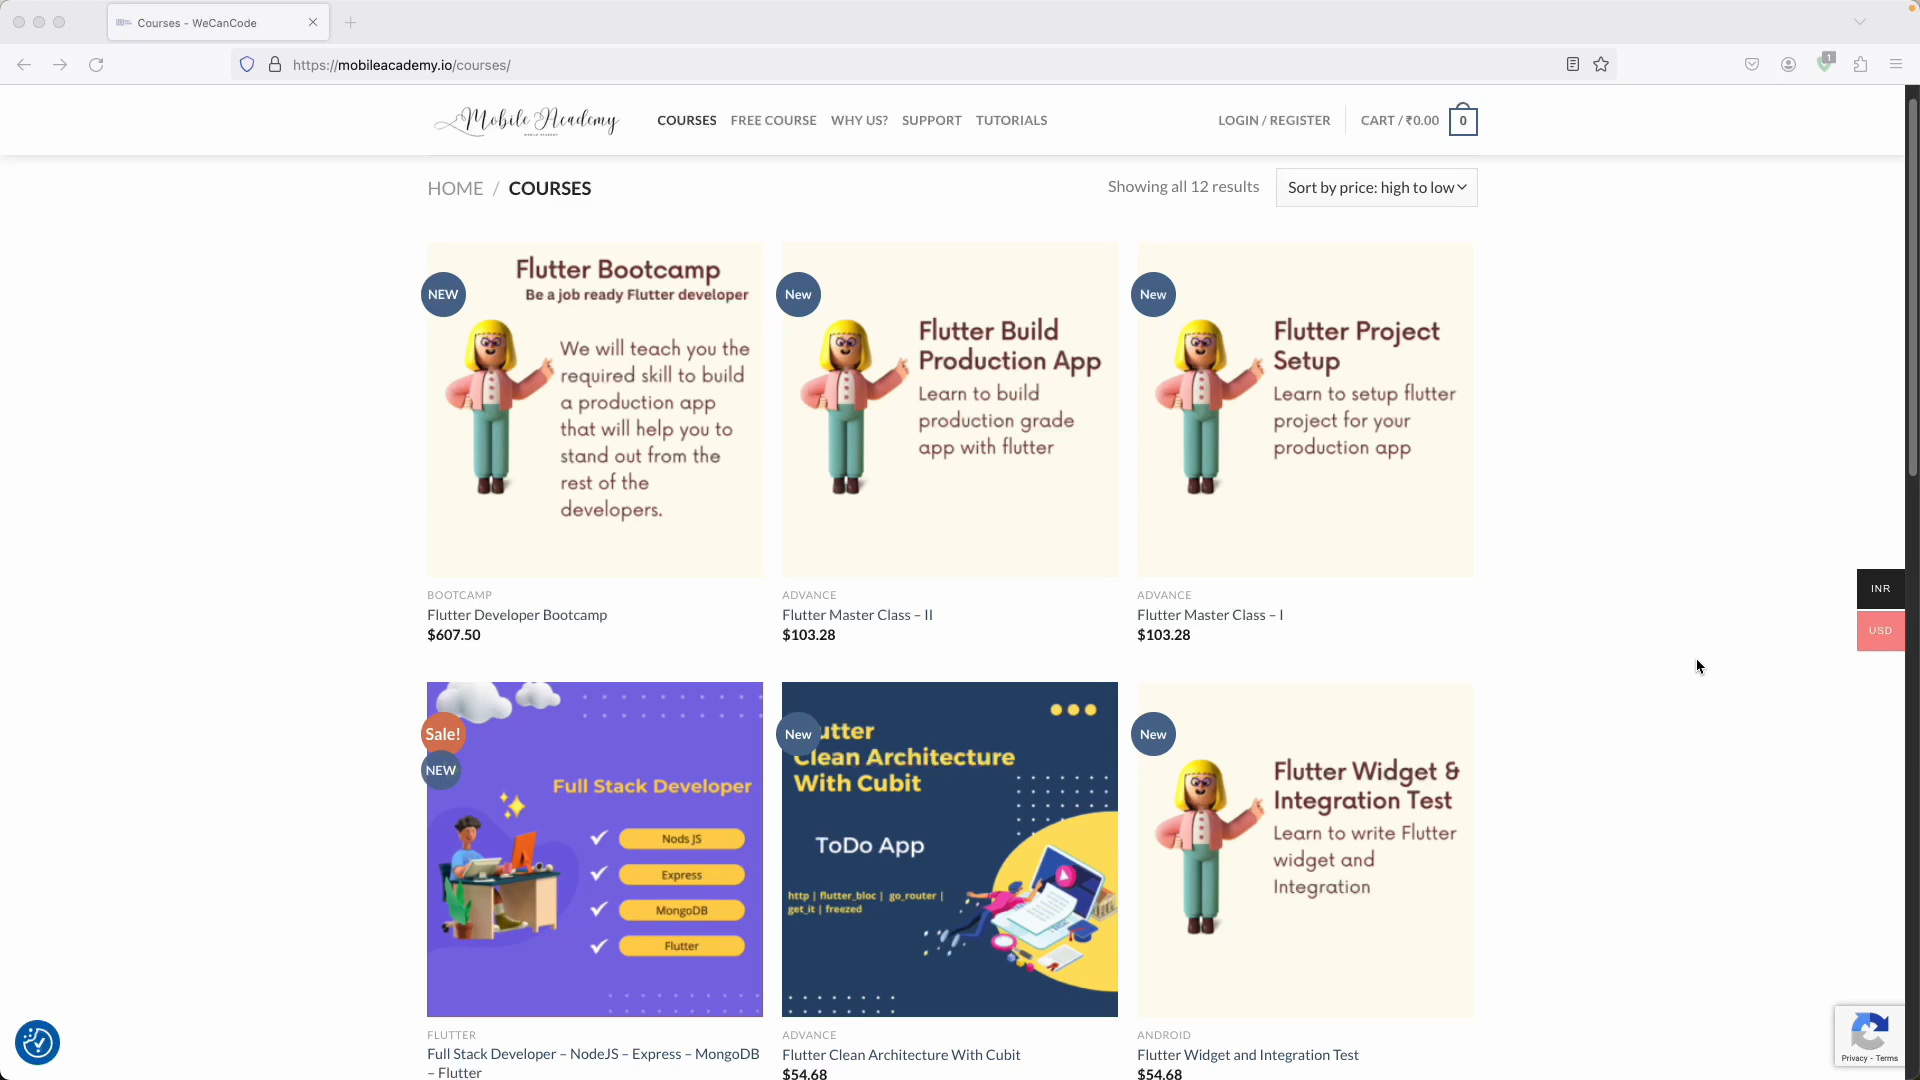 Courses - WeCanCode
https://mobileacademy.io/courses/
1
Mobile Academy
MOBILE ACADEMY
COURSES FREE COURSE WHY US? SUPPORT TUTORIALS
LOGIN / REGISTER CART / ₹0.00 0
HOME / COURSES
Showing all 12 results Sort by price: high to low
Flutter Bootcamp
Be a job ready Flutter developer
NEW
We will teach you the
required skill to build
a production app
that will help you to
stand out from the
rest of the
developers.
BOOTCAMP
Flutter Developer Bootcamp
$607.50
New
Flutter Build
Production App
Learn to build
production grade
app with flutter
ADVANCE
Flutter Master Class – II
$103.28
New
Flutter Project
Setup
Learn to setup flutter
project for your
production app
ADVANCE
Flutter Master Class – I
$103.28
INR
USD
Sale!
NEW
Full Stack Developer
Nods JS
Express
MongoDB
Flutter
FLUTTER
Full Stack Developer – NodeJS – Express – MongoDB
– Flutter
New
utter
Clean Architecture
With Cubit
ToDo App
http | flutter_bloc | go_router |
get_it | freezed
ADVANCE
Flutter Clean Architecture With Cubit
$54.68
New
Flutter Widget &
Integration Test
Learn to write Flutter
widget and
Integration
ANDROID
Flutter Widget and Integration Test
$54.68
Privacy - Terms